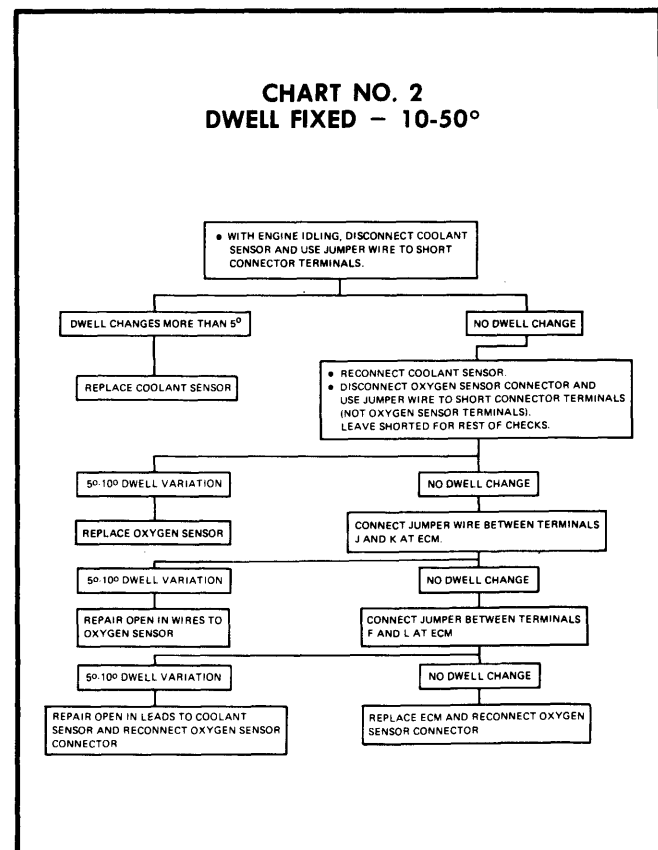 CHART NO. 2
DWELL FIXED – 10-50°
• WITH ENGINE IDLING, DISCONNECT COOLANT
SENSOR AND USE JUMPER WIRE TO SHORT
CONNECTOR TERMINALS.
DWELL CHANGES MORE THAN 5°
NO DWELL CHANGE
REPLACE COOLANT SENSOR
• RECONNECT COOLANT SENSOR.
• DISCONNECT OXYGEN SENSOR CONNECTOR AND
USE JUMPER WIRE TO SHORT CONNECTOR TERMINALS
(NOT OXYGEN SENSOR TERMINALS).
LEAVE SHORTED FOR REST OF CHECKS.
5°-10° DWELL VARIATION
NO DWELL CHANGE
REPLACE OXYGEN SENSOR
CONNECT JUMPER WIRE BETWEEN TERMINALS
J AND K AT ECM.
5°-10° DWELL VARIATION
NO DWELL CHANGE
REPAIR OPEN IN WIRES TO
OXYGEN SENSOR
CONNECT JUMPER BETWEEN TERMINALS
F AND L AT ECM
5°-10° DWELL VARIATION
NO DWELL CHANGE
REPAIR OPEN IN LEADS TO COOLANT
SENSOR AND RECONNECT OXYGEN SENSOR
CONNECTOR
REPLACE ECM AND RECONNECT OXYGEN
SENSOR CONNECTOR